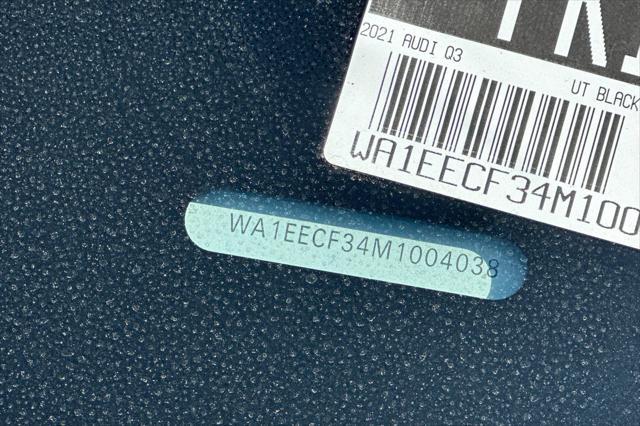 2021 AUDI Q3
UT BLACK
WA1EECF34M100
WA1EECF34M1004038